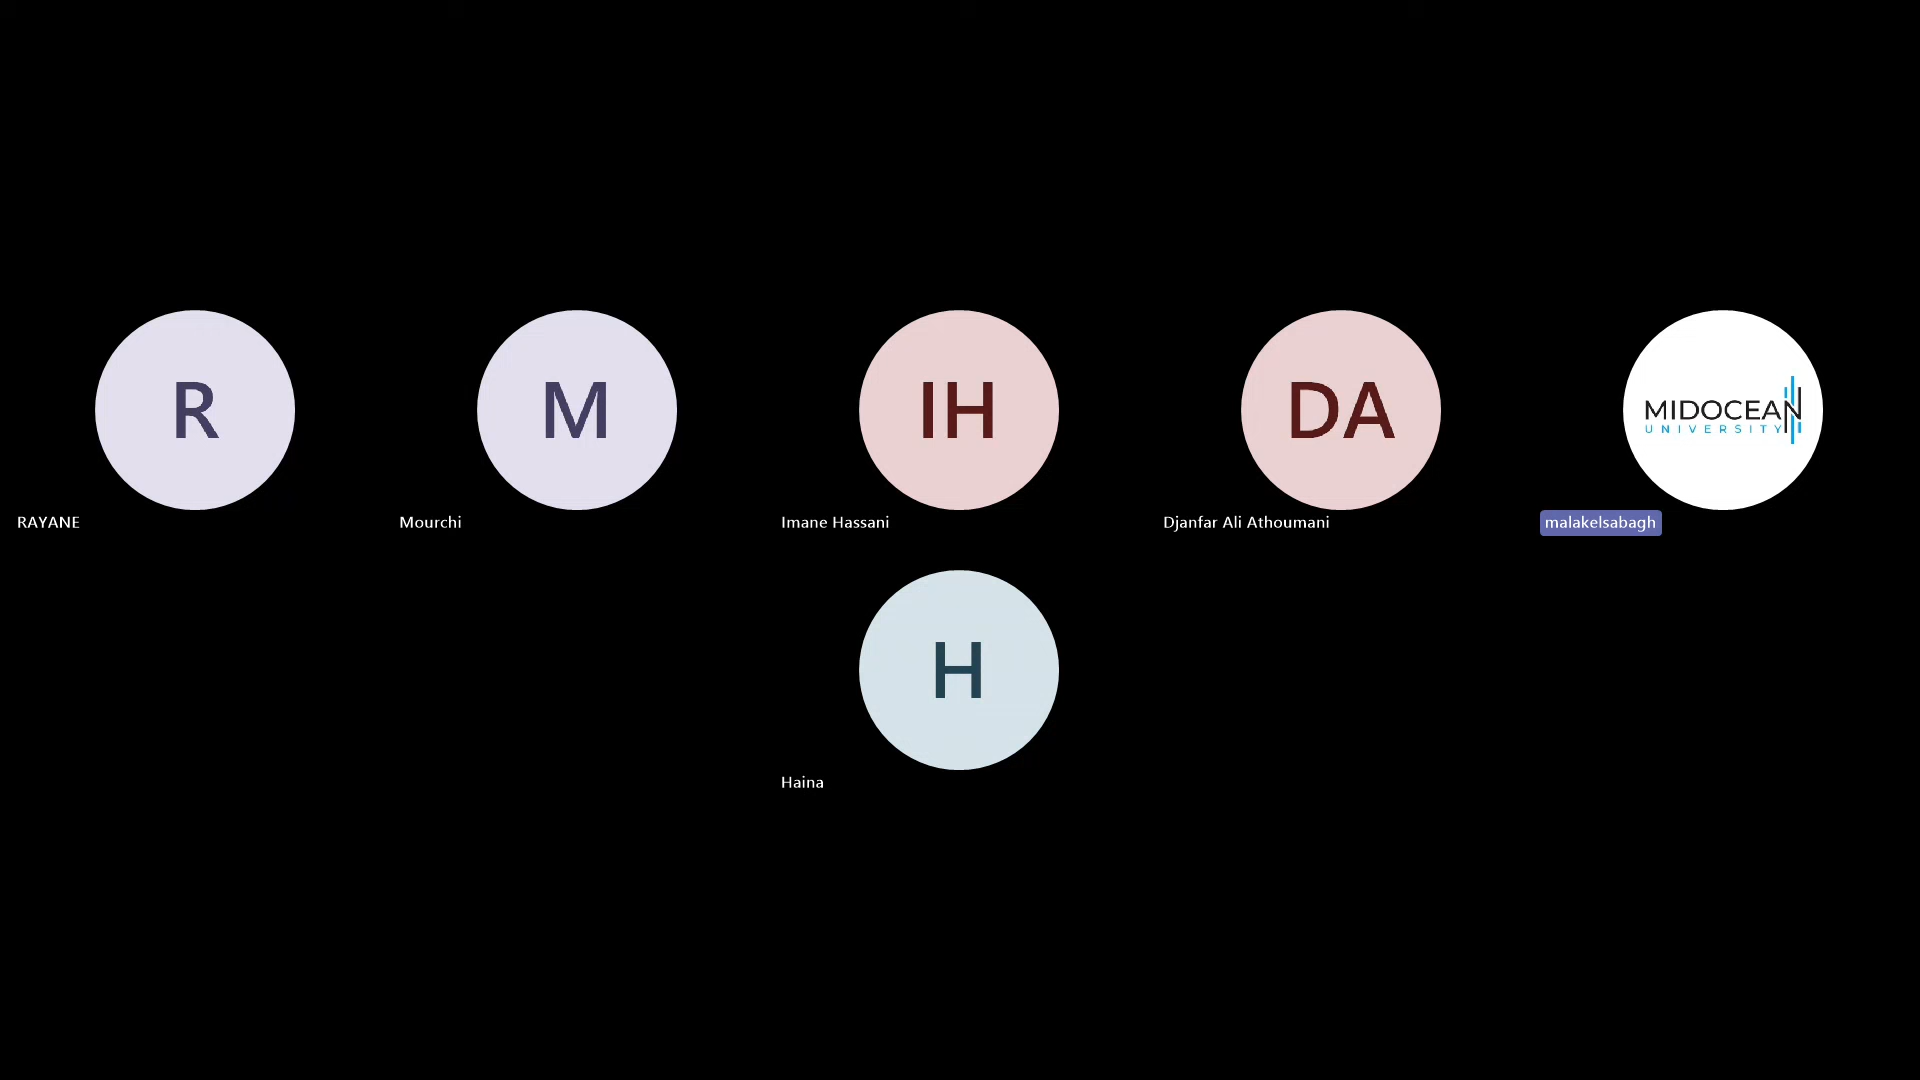 R
RAYANE
M
Mourchi
IH
Imane Hassani
DA
Djanfar Ali Athoumani
MIDOCEAN
UNIVERSITY
malakelsabagh
H
Haina